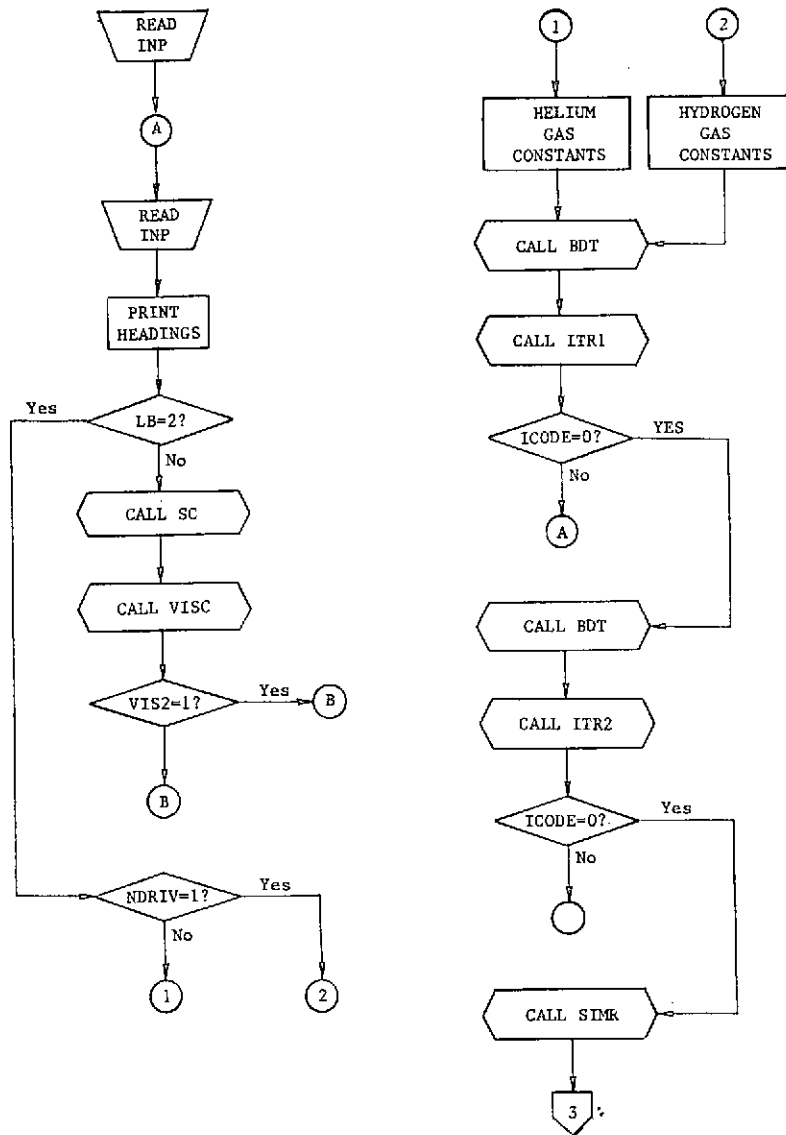 READ
INP
A
READ
INP
PRINT
HEADINGS
Yes
LB=2?
No
CALL SC
CALL VISC
VIS2=1?
Yes
B
B
NDRIV=1?
Yes
No
1
2
1
2
HELIUM
GAS
CONSTANTS
HYDROGEN
GAS
CONSTANTS
CALL BDT
CALL ITR1
ICODE=0?
YES
No
A
CALL BDT
CALL ITR2
ICODE=0?
Yes
No
CALL SIMR
3